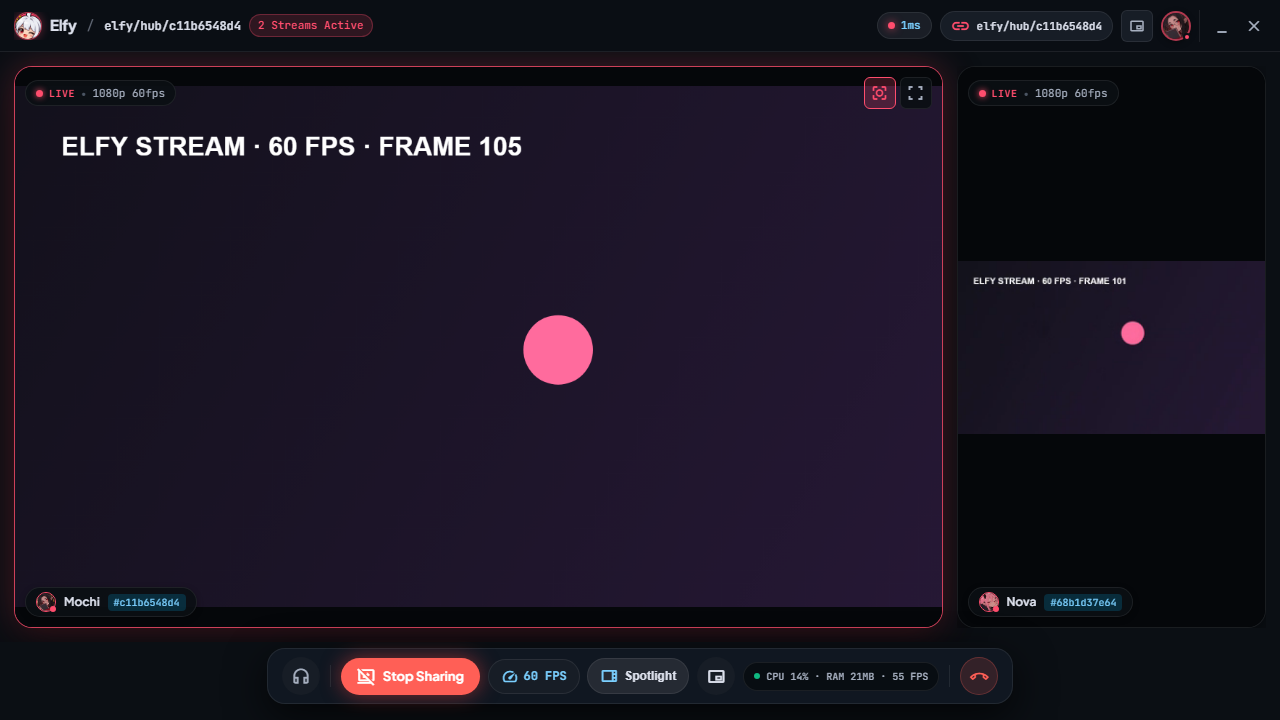 Elfy / elfy/hub/c11b6548d4 2 Streams Active 1ms elfy/hub/c11b6548d4
LIVE • 1080p 60fps
ELFY STREAM · 60 FPS · FRAME 105
Mochi #c11b6548d4
LIVE • 1080p 60fps
ELFY STREAM · 60 FPS · FRAME 101
Nova #68b1d37e64
Stop Sharing 60 FPS Spotlight CPU 14% · RAM 21MB · 55 FPS